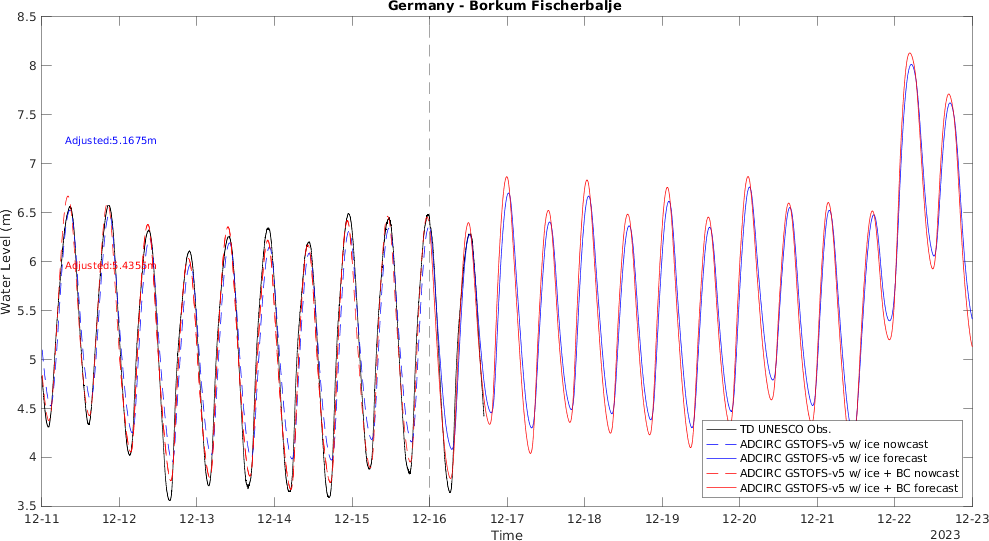 Germany - Borkum Fischerbalje
8.5
8
7.5
7
6.5
6
5.5
5
4.5
4
3.5
Water Level (m)
Adjusted:5.1675m
Adjusted:5.4355m
TD UNESCO Obs.
ADCIRC GSTOFS-v5 w/ ice nowcast
ADCIRC GSTOFS-v5 w/ ice forecast
ADCIRC GSTOFS-v5 w/ ice + BC nowcast
ADCIRC GSTOFS-v5 w/ ice + BC forecast
12-11 12-12 12-13 12-14 12-15 12-16 12-17 12-18 12-19 12-20 12-21 12-22 12-23
Time
2023